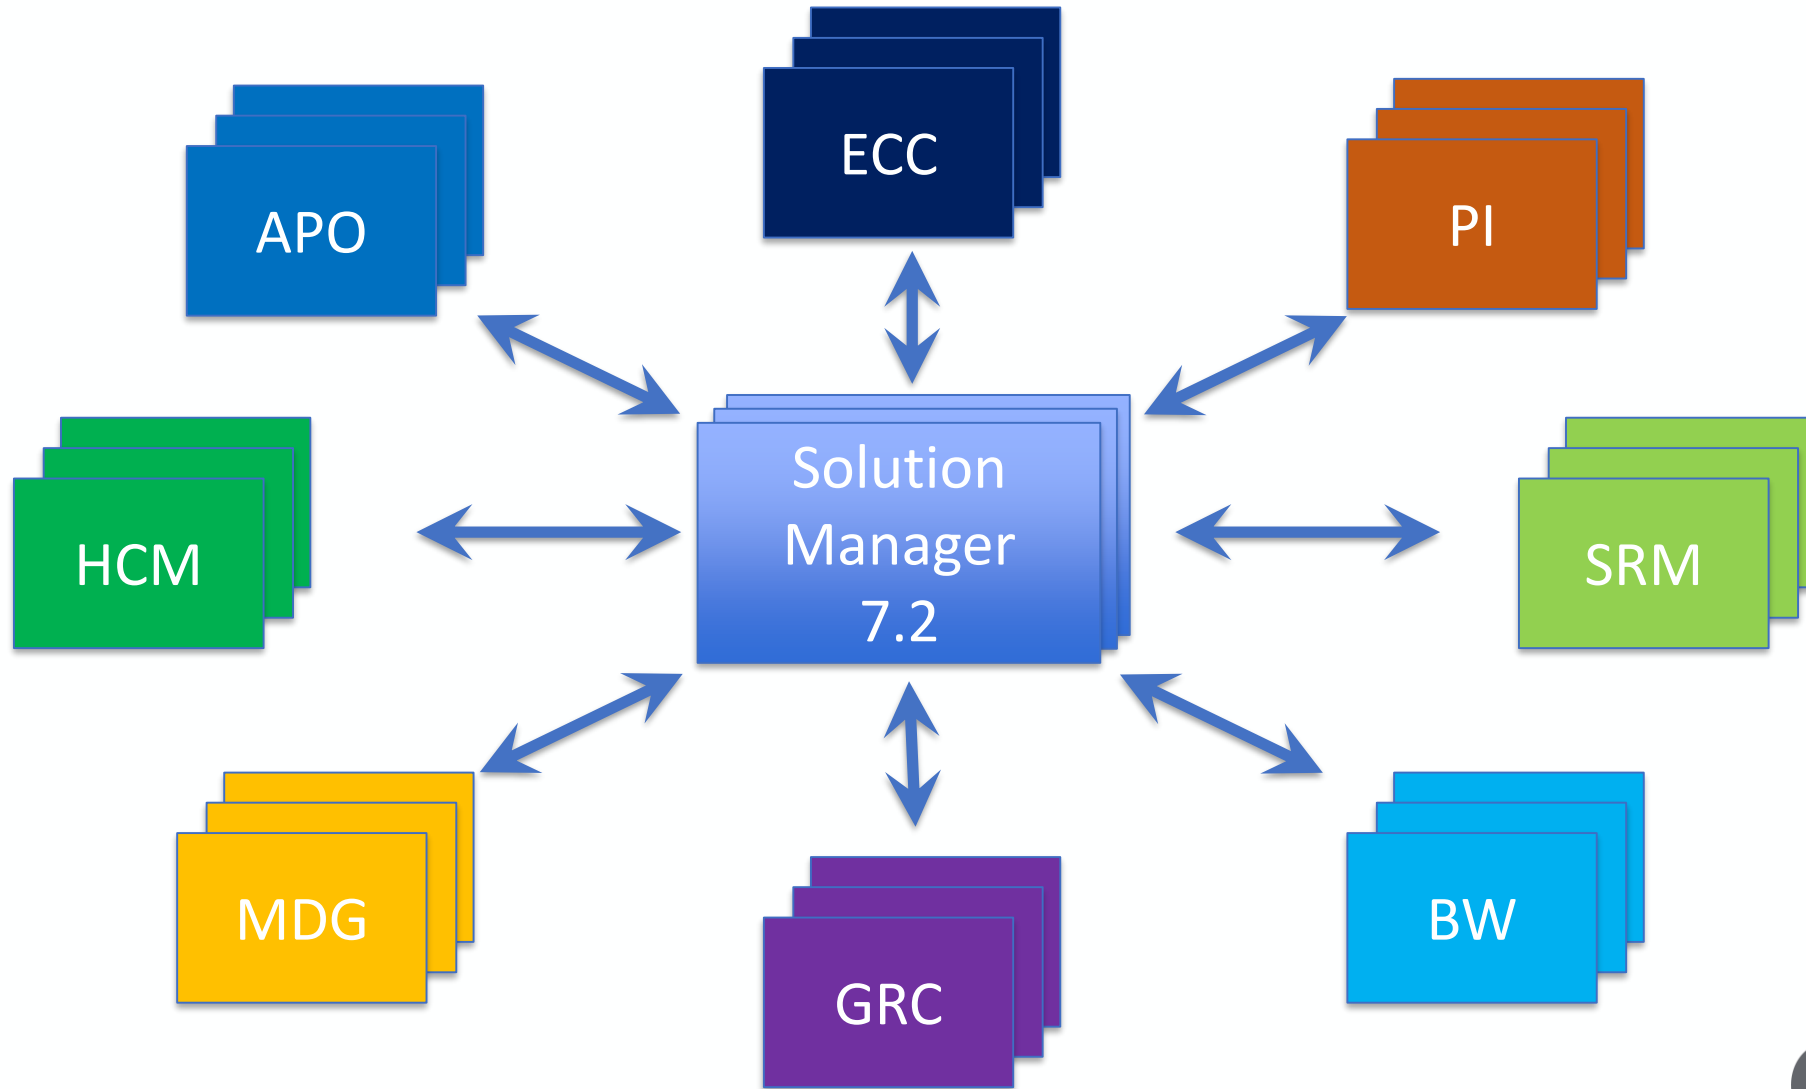 ECC
APO
PI
Solution
Manager
7.2
HCM
SRM
MDG
BW
GRC